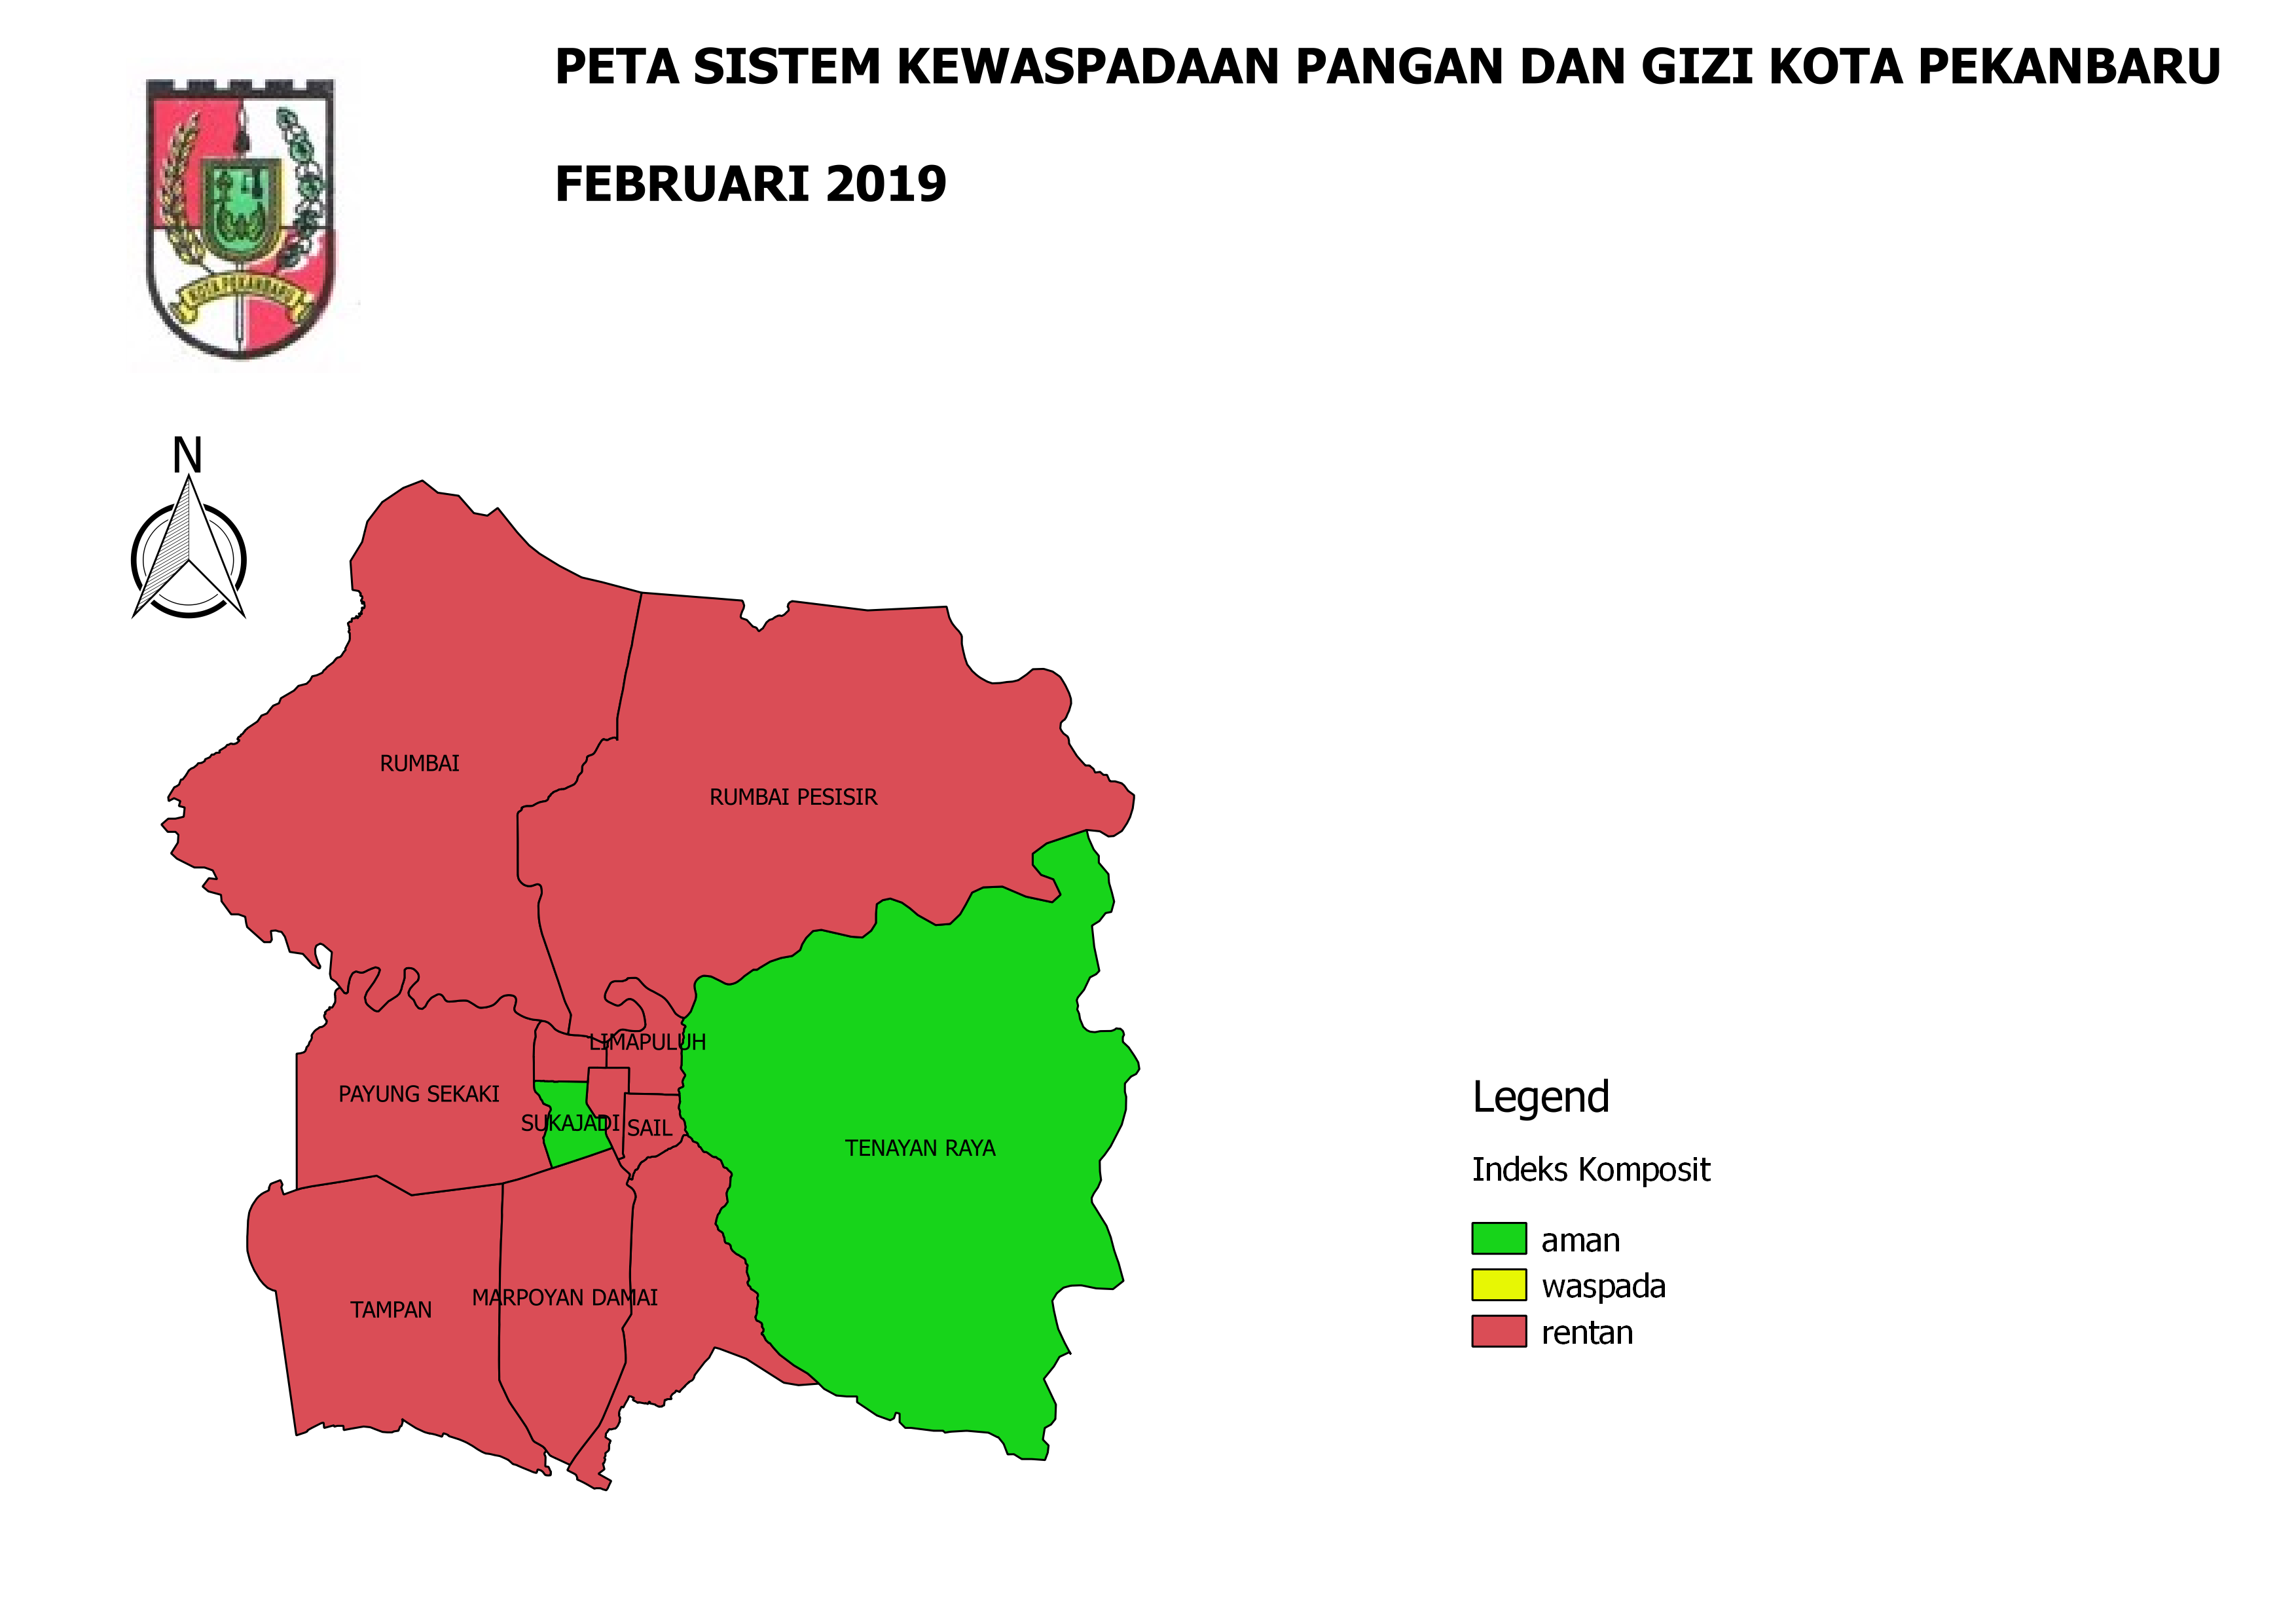 PETA SISTEM KEWASPADAAN PANGAN DAN GIZI KOTA PEKANBARU
FEBRUARI 2019
KOTA PEKANBARU
N
RUMBAI
RUMBAI PESISIR
LIMAPULUH
PAYUNG SEKAKI
SUKAJADI
SAIL
TENAYAN RAYA
MARPOYAN DAMAI
TAMPAN
Legend
Indeks Komposit
aman
waspada
rentan